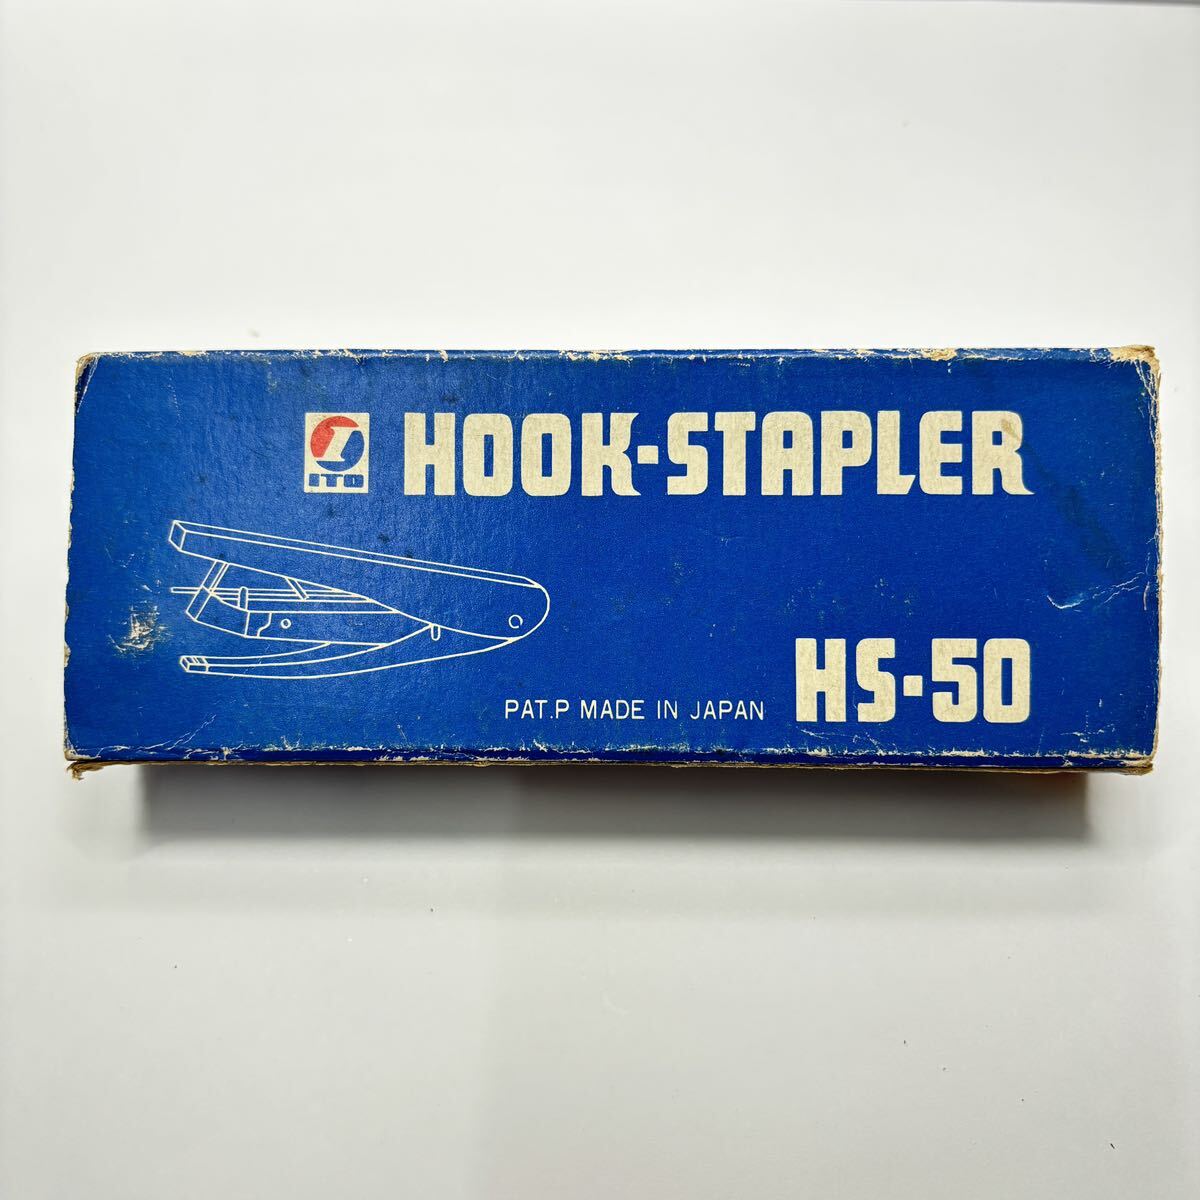 ITO HOOK-STAPLER
PAT.P MADE IN JAPAN HS-50